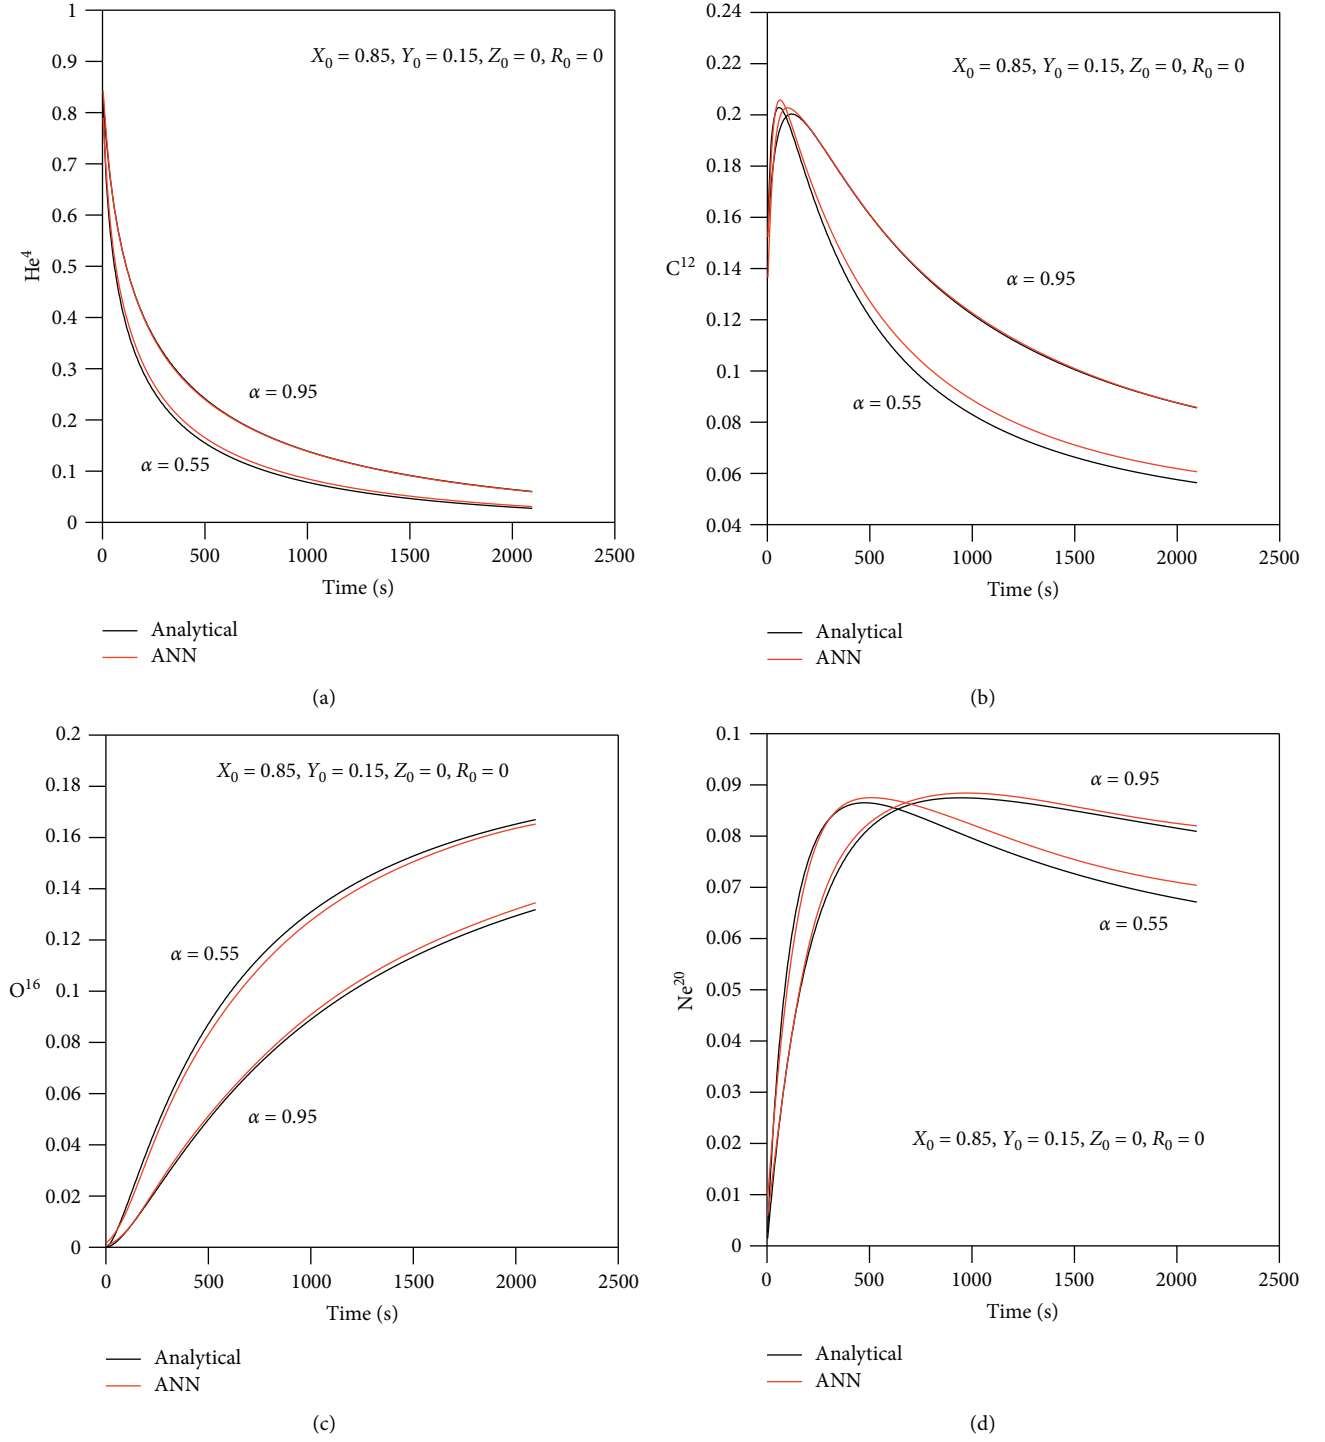 1
0.9
0.8
0.7
0.6
0.5
0.4
0.3
0.2
0.1
0
He⁴
X₀ = 0.85, Y₀ = 0.15, Z₀ = 0, R₀ = 0
α = 0.95
α = 0.55
0 500 1000 1500 2000 2500
Time (s)
Analytical
ANN
(a)
0.24
0.22
0.2
0.18
0.16
0.14
0.12
0.1
0.08
0.06
0.04
C¹²
X₀ = 0.85, Y₀ = 0.15, Z₀ = 0, R₀ = 0
α = 0.95
α = 0.55
0 500 1000 1500 2000 2500
Time (s)
Analytical
ANN
(b)
0.2
0.18
0.16
0.14
0.12
0.1
0.08
0.06
0.04
0.02
0
O¹⁶
X₀ = 0.85, Y₀ = 0.15, Z₀ = 0, R₀ = 0
α = 0.55
α = 0.95
0 500 1000 1500 2000 2500
Time (s)
Analytical
ANN
(c)
0.1
0.09
0.08
0.07
0.06
0.05
0.04
0.03
0.02
0.01
0
Ne²⁰
α = 0.95
α = 0.55
X₀ = 0.85, Y₀ = 0.15, Z₀ = 0, R₀ = 0
0 500 1000 1500 2000 2500
Time (s)
Analytical
ANN
(d)